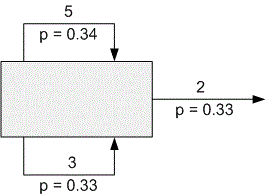 5
p = 0.34
2
p = 0.33
3
p = 0.33